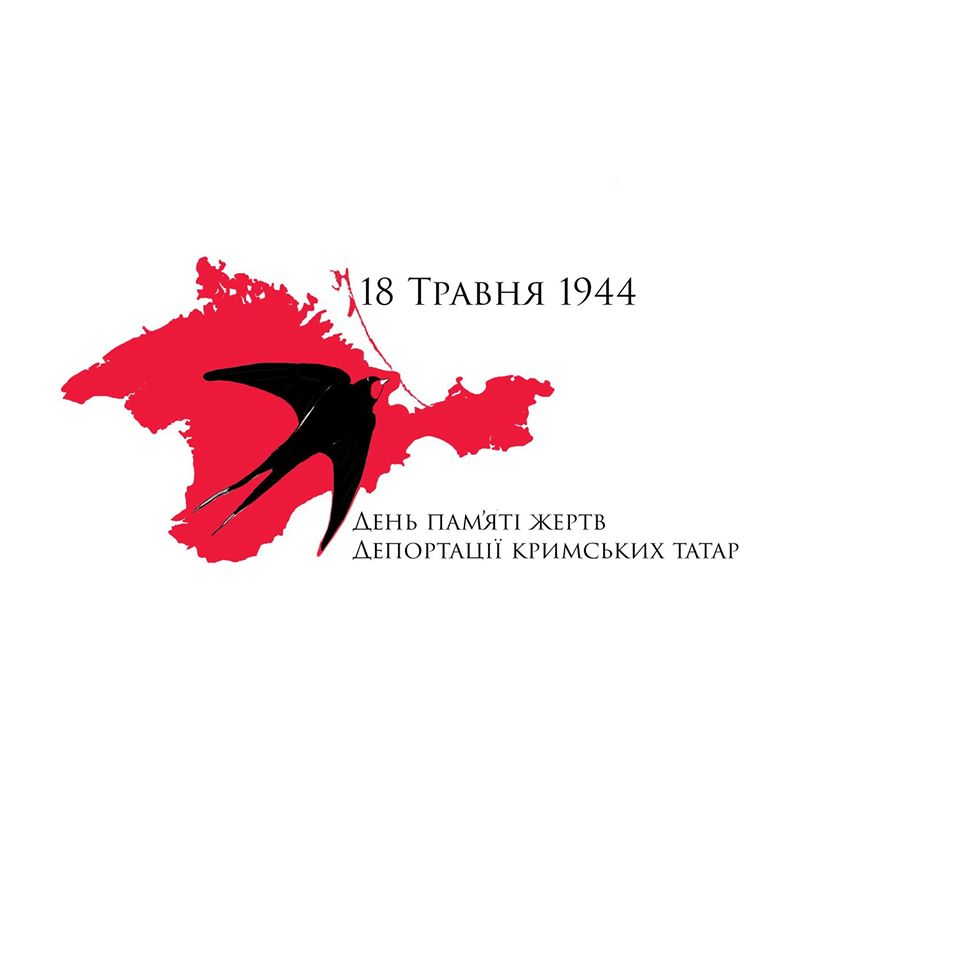 18 Травня 1944
День пам’яті жертв
Депортації кримських татар